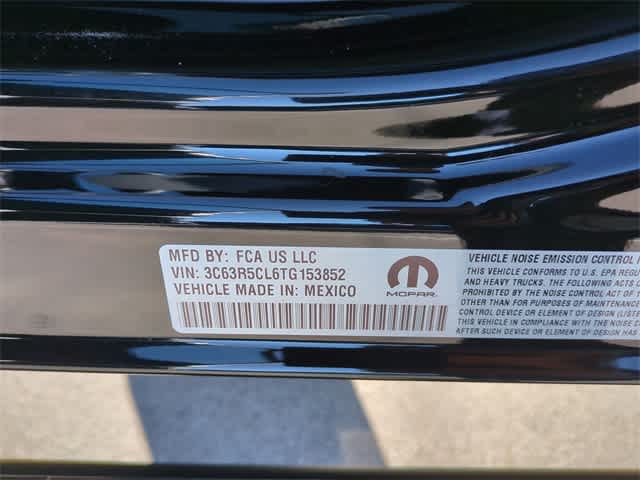 MFD BY: FCA US LLC
VIN: 3C63R5CL6TG153852
VEHICLE MADE IN: MEXICO
MOPAR
VEHICLE NOISE EMISSION CONTROL
THIS VEHICLE CONFORMS TO U.S. EPA REGU
AND HEAVY TRUCKS. THE FOLLOWING ACTS O
PROHIBITED BY THE NOISE CONTROL ACT OF 1
OTHER THAN FOR PURPOSES OF MAINTENANCE
CONTROL DEVICE OR ELEMENT OF DESIGN (LISTE
THIS VEHICLE IN COMPLIANCE WITH THE NOISE E
AFTER SUCH DEVICE OR ELEMENT OF DESIGN HAS